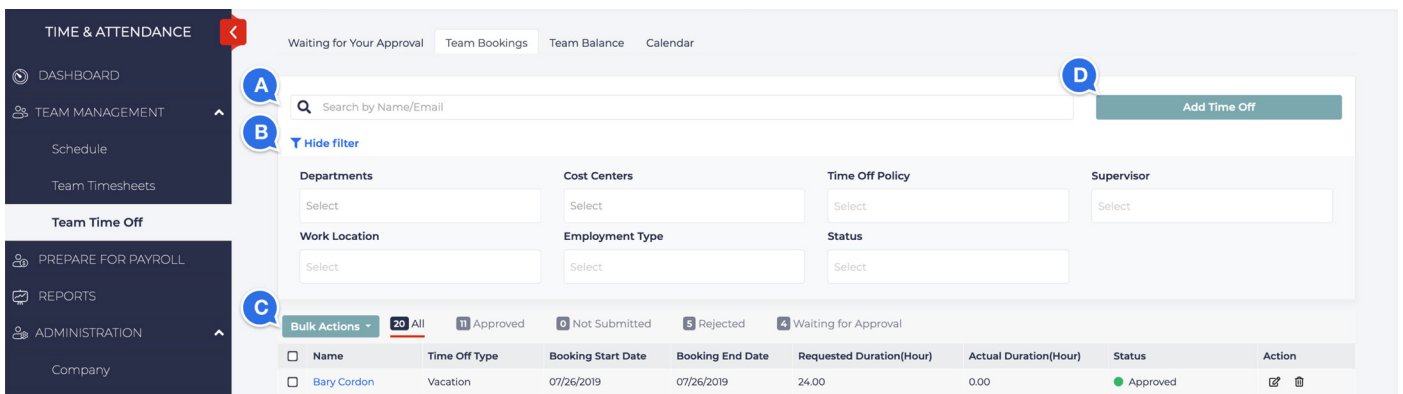 TIME & ATTENDANCE
DASHBOARD
TEAM MANAGEMENT
Schedule
Team Timesheets
Team Time Off
PREPARE FOR PAYROLL
REPORTS
ADMINISTRATION
Company
Waiting for Your Approval Team Bookings Team Balance Calendar
A
Search by Name/Email
D
Add Time Off
B
Hide filter
Departments Cost Centers Time Off Policy Supervisor
Select Select Select Select
Work Location Employment Type Status
Select Select Select
C
Bulk Actions 20 All 11 Approved 0 Not Submitted 5 Rejected 4 Waiting for Approval
Name Time Off Type Booking Start Date Booking End Date Requested Duration(Hour) Actual Duration(Hour) Status Action
Bary Cordon Vacation 07/26/2019 07/26/2019 24.00 0.00 Approved